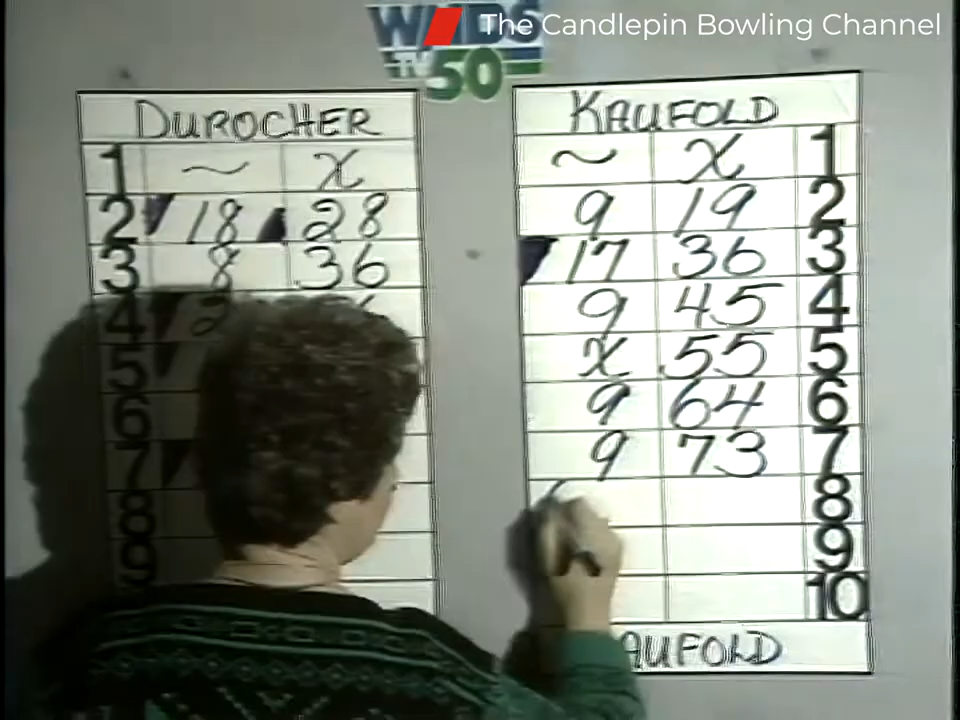 The Candlepin Bowling Channel
WNDS
TV 50
DUROCHER
1 ~ X
2 18 28
3 8 36
4
5
6
7
8
9
KAUFOLD
~ X 1
9 19 2
17 36 3
9 45 4
X 55 5
9 64 6
9 73 7
8
9
10
AUFOLD